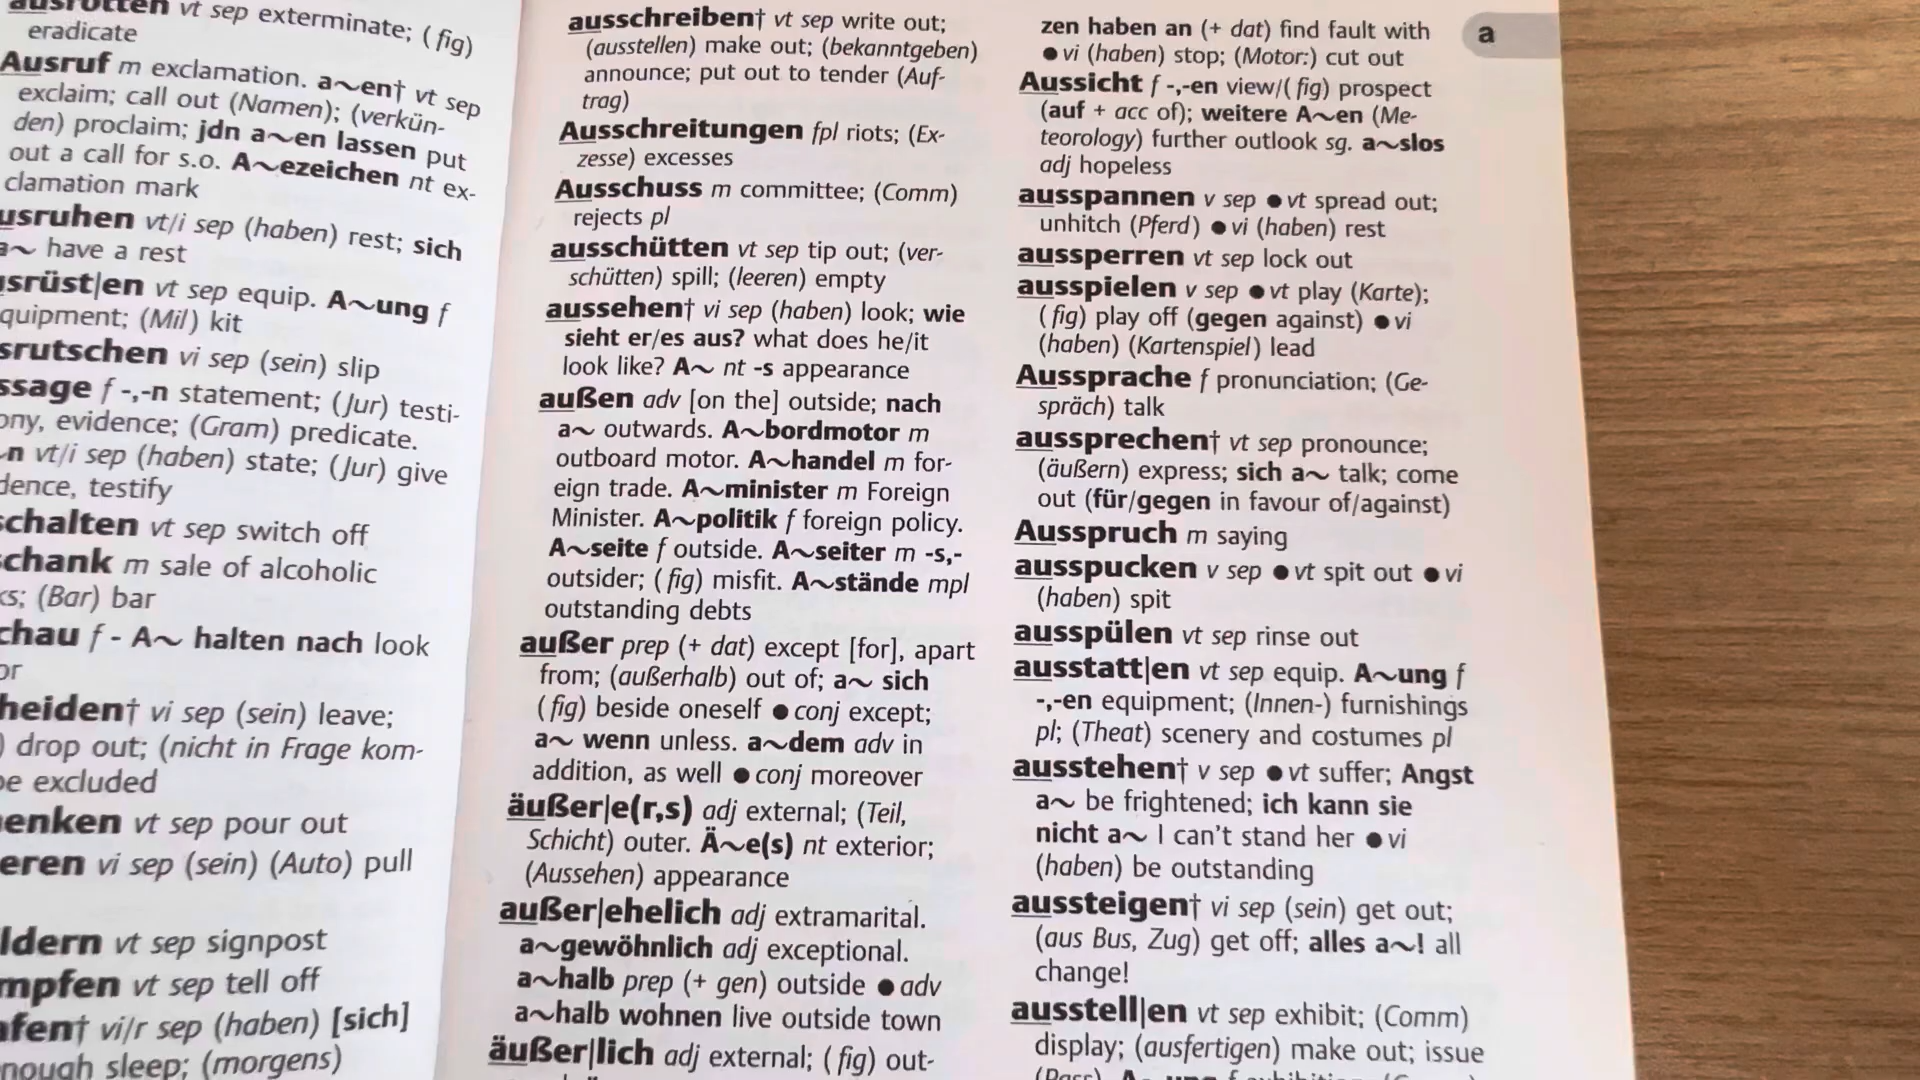 ausrotten vt sep exterminate; (fig)
eradicate
Ausruf m exclamation. a~en† vt sep
exclaim; call out (Namen); (verkün-
den) proclaim; jdn a~en lassen put
out a call for s.o. A~ezeichen nt ex-
clamation mark
usruhen vt/i sep (haben) rest; sich
a~ have a rest
usrüst|en vt sep equip. A~ung f
quipment; (Mil) kit
srutschen vi sep (sein) slip
ssage f -,-n statement; (Jur) testi-
ony, evidence; (Gram) predicate.
n vt/i sep (haben) state; (Jur) give
dence, testify
schalten vt sep switch off
chank m sale of alcoholic
ks; (Bar) bar
chau f - A~ halten nach look
or
heiden† vi sep (sein) leave;
) drop out; (nicht in Frage kom-
be excluded
enken vt sep pour out
eren vi sep (sein) (Auto) pull
ldern vt sep signpost
mpfen vt sep tell off
afen† vi/r sep (haben) [sich]
nough sleep; (morgens)
ausschreiben† vt sep write out;
(ausstellen) make out; (bekanntgeben)
announce; put out to tender (Auf-
trag)
Ausschreitungen fpl riots; (Ex-
zesse) excesses
Ausschuss m committee; (Comm)
rejects pl
ausschütten vt sep tip out; (ver-
schütten) spill; (leeren) empty
aussehen† vi sep (haben) look; wie
sieht er/es aus? what does he/it
look like? A~ nt -s appearance
außen adv [on the] outside; nach
a~ outwards. A~bordmotor m
outboard motor. A~handel m for-
eign trade. A~minister m Foreign
Minister. A~politik f foreign policy.
A~seite f outside. A~seiter m -s,-
outsider; (fig) misfit. A~stände mpl
outstanding debts
außer prep (+ dat) except [for], apart
from; (außerhalb) out of; a~ sich
(fig) beside oneself ● conj except;
a~ wenn unless. a~dem adv in
addition, as well ● conj moreover
äußer|e(r,s) adj external; (Teil,
Schicht) outer. Ä~e(s) nt exterior;
(Aussehen) appearance
außer|ehelich adj extramarital.
a~gewöhnlich adj exceptional.
a~halb prep (+ gen) outside ● adv
a~halb wohnen live outside town
äußer|lich adj external; (fig) out-
zen haben an (+ dat) find fault with
● vi (haben) stop; (Motor:) cut out
Aussicht f -,-en view/(fig) prospect
(auf + acc of); weitere A~en (Me-
teorology) further outlook sg. a~slos
adj hopeless
ausspannen v sep ● vt spread out;
unhitch (Pferd) ● vi (haben) rest
aussperren vt sep lock out
ausspielen v sep ● vt play (Karte);
(fig) play off (gegen against) ● vi
(haben) (Kartenspiel) lead
Aussprache f pronunciation; (Ge-
spräch) talk
aussprechen† vt sep pronounce;
(äußern) express; sich a~ talk; come
out (für/gegen in favour of/against)
Ausspruch m saying
ausspucken v sep ● vt spit out ● vi
(haben) spit
ausspülen vt sep rinse out
ausstatt|en vt sep equip. A~ung f
-,-en equipment; (Innen-) furnishings
pl; (Theat) scenery and costumes pl
ausstehen† v sep ● vt suffer; Angst
a~ be frightened; ich kann sie
nicht a~ I can't stand her ● vi
(haben) be outstanding
aussteigen† vi sep (sein) get out;
(aus Bus, Zug) get off; alles a~! all
change!
ausstell|en vt sep exhibit; (Comm)
display; (ausfertigen) make out; issue
a